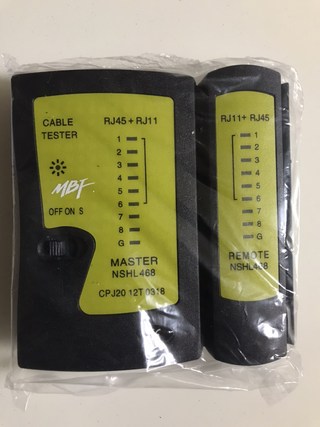 CABLE
TESTER
MBF
OFF ON S
RJ45 + RJ11
1
2
3
4
5
6
7
8
G
MASTER
NSHL468
CPJ20 12T 0318
RJ11+ RJ45
1
2
3
4
5
6
7
8
G
REMOTE
NSHL468